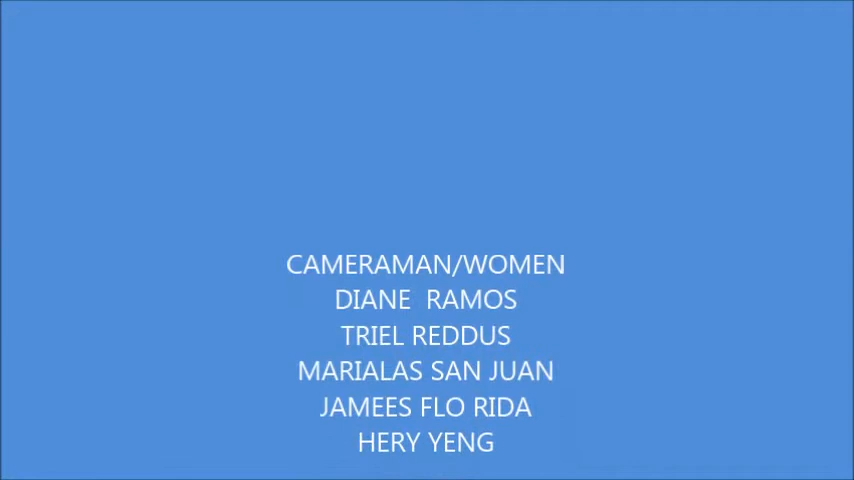 CAMERAMAN/WOMEN
DIANE  RAMOS
TRIEL REDDUS
MARIALAS SAN JUAN
JAMEES FLO RIDA
HERY YENG